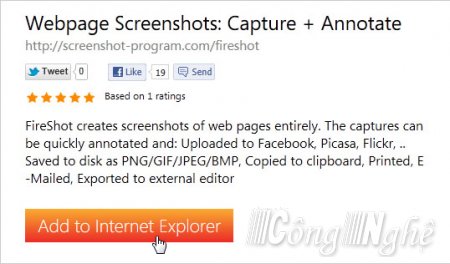 Webpage Screenshots: Capture + Annotate
http://screenshot-program.com/fireshot
Tweet 0 Like 19 Send
Based on 1 ratings
FireShot creates screenshots of web pages entirely. The captures can
be quickly annotated and: Uploaded to Facebook, Picasa, Flickr, ..
Saved to disk as PNG/GIF/JPEG/BMP, Copied to clipboard, Printed, E
-Mailed, Exported to external editor
Add to Internet Explorer
Công Nghệ